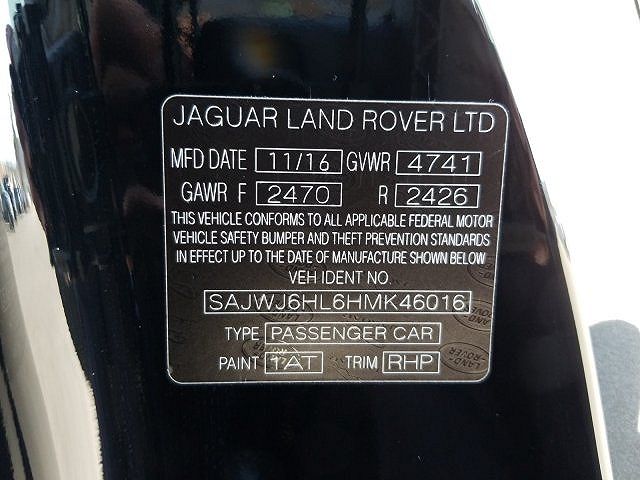 JAGUAR LAND ROVER LTD
MFD DATE 11/16 GVWR 4741
GAWR F 2470 R 2426
THIS VEHICLE CONFORMS TO ALL APPLICABLE FEDERAL MOTOR
VEHICLE SAFETY BUMPER AND THEFT PREVENTION STANDARDS
IN EFFECT UP TO THE DATE OF MANUFACTURE SHOWN BELOW
VEH IDENT NO.
SAJWJ6HL6HMK46016
TYPE PASSENGER CAR
PAINT 1AT TRIM RHP
LAND-
ROVER